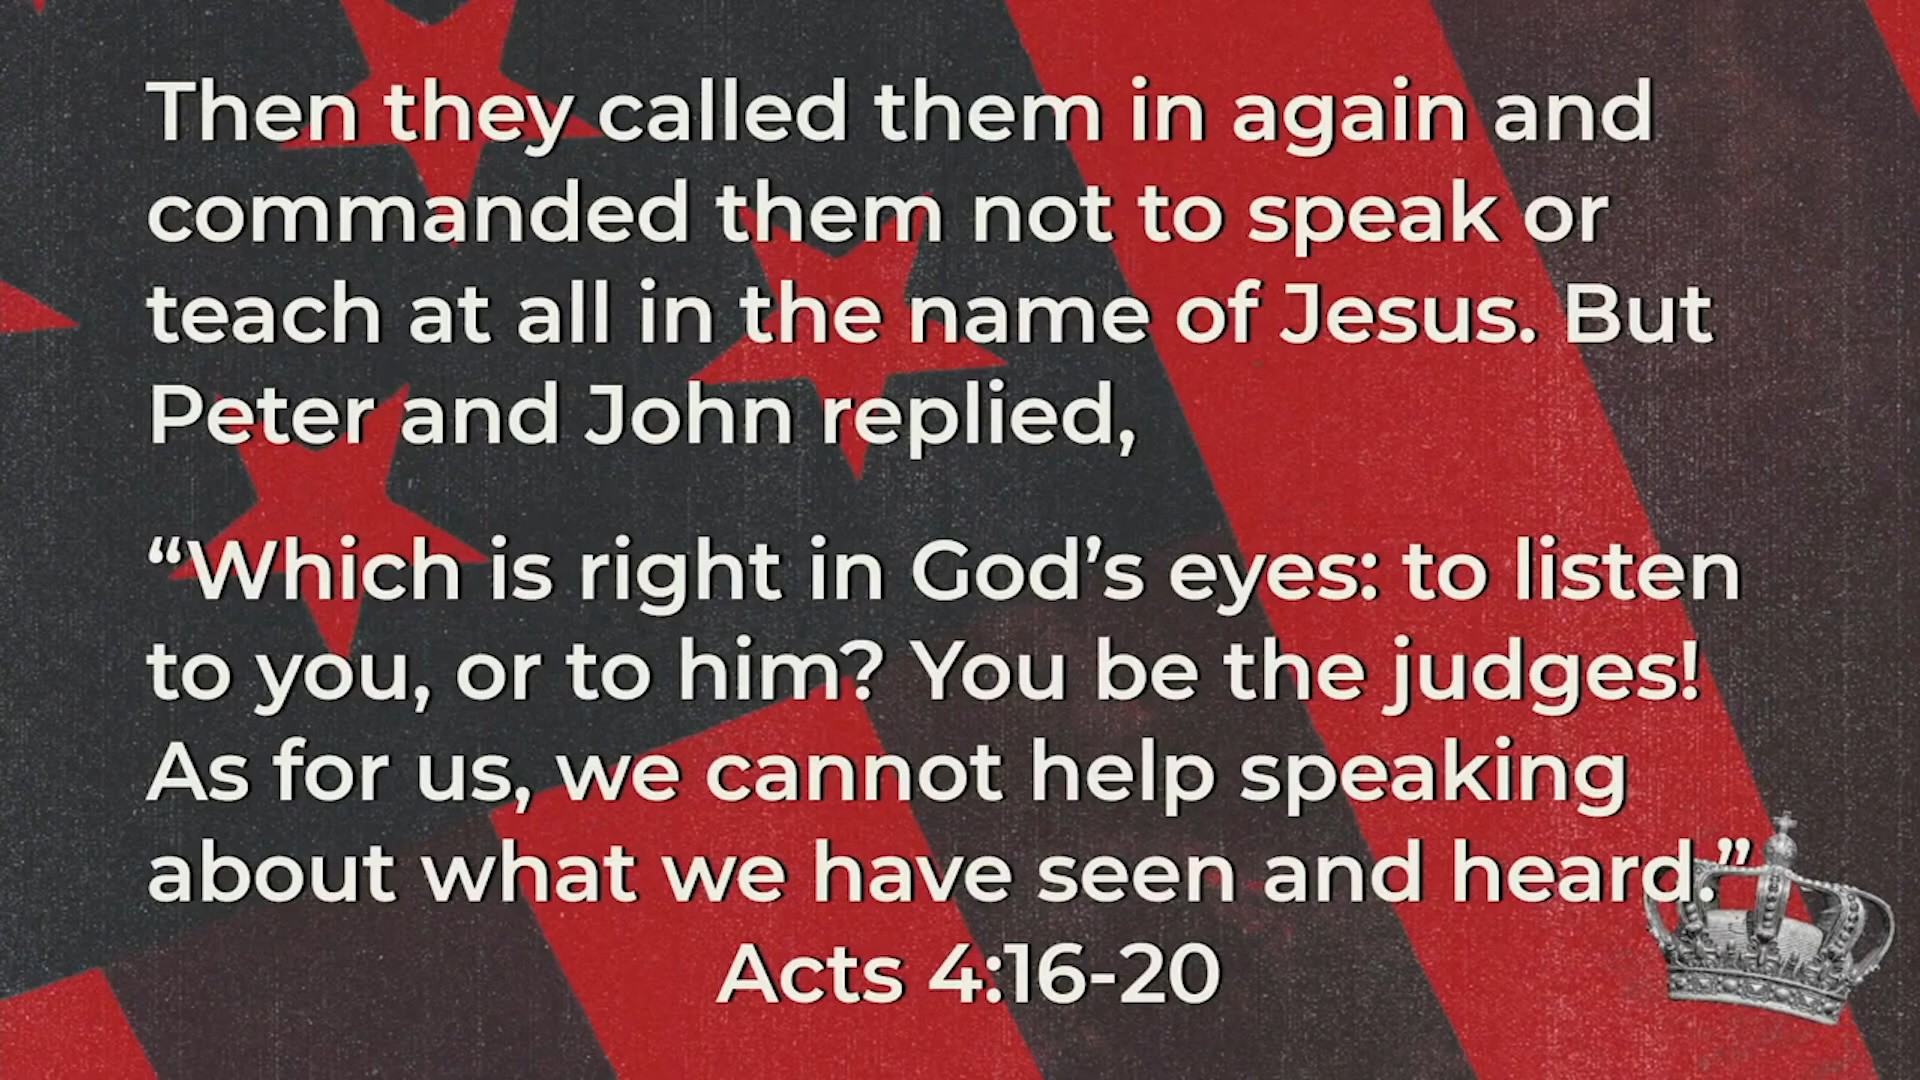 Then they called them in again and
commanded them not to speak or
teach at all in the name of Jesus. But
Peter and John replied,
“Which is right in God’s eyes: to listen
to you, or to him? You be the judges!
As for us, we cannot help speaking
about what we have seen and heard.”
Acts 4:16-20